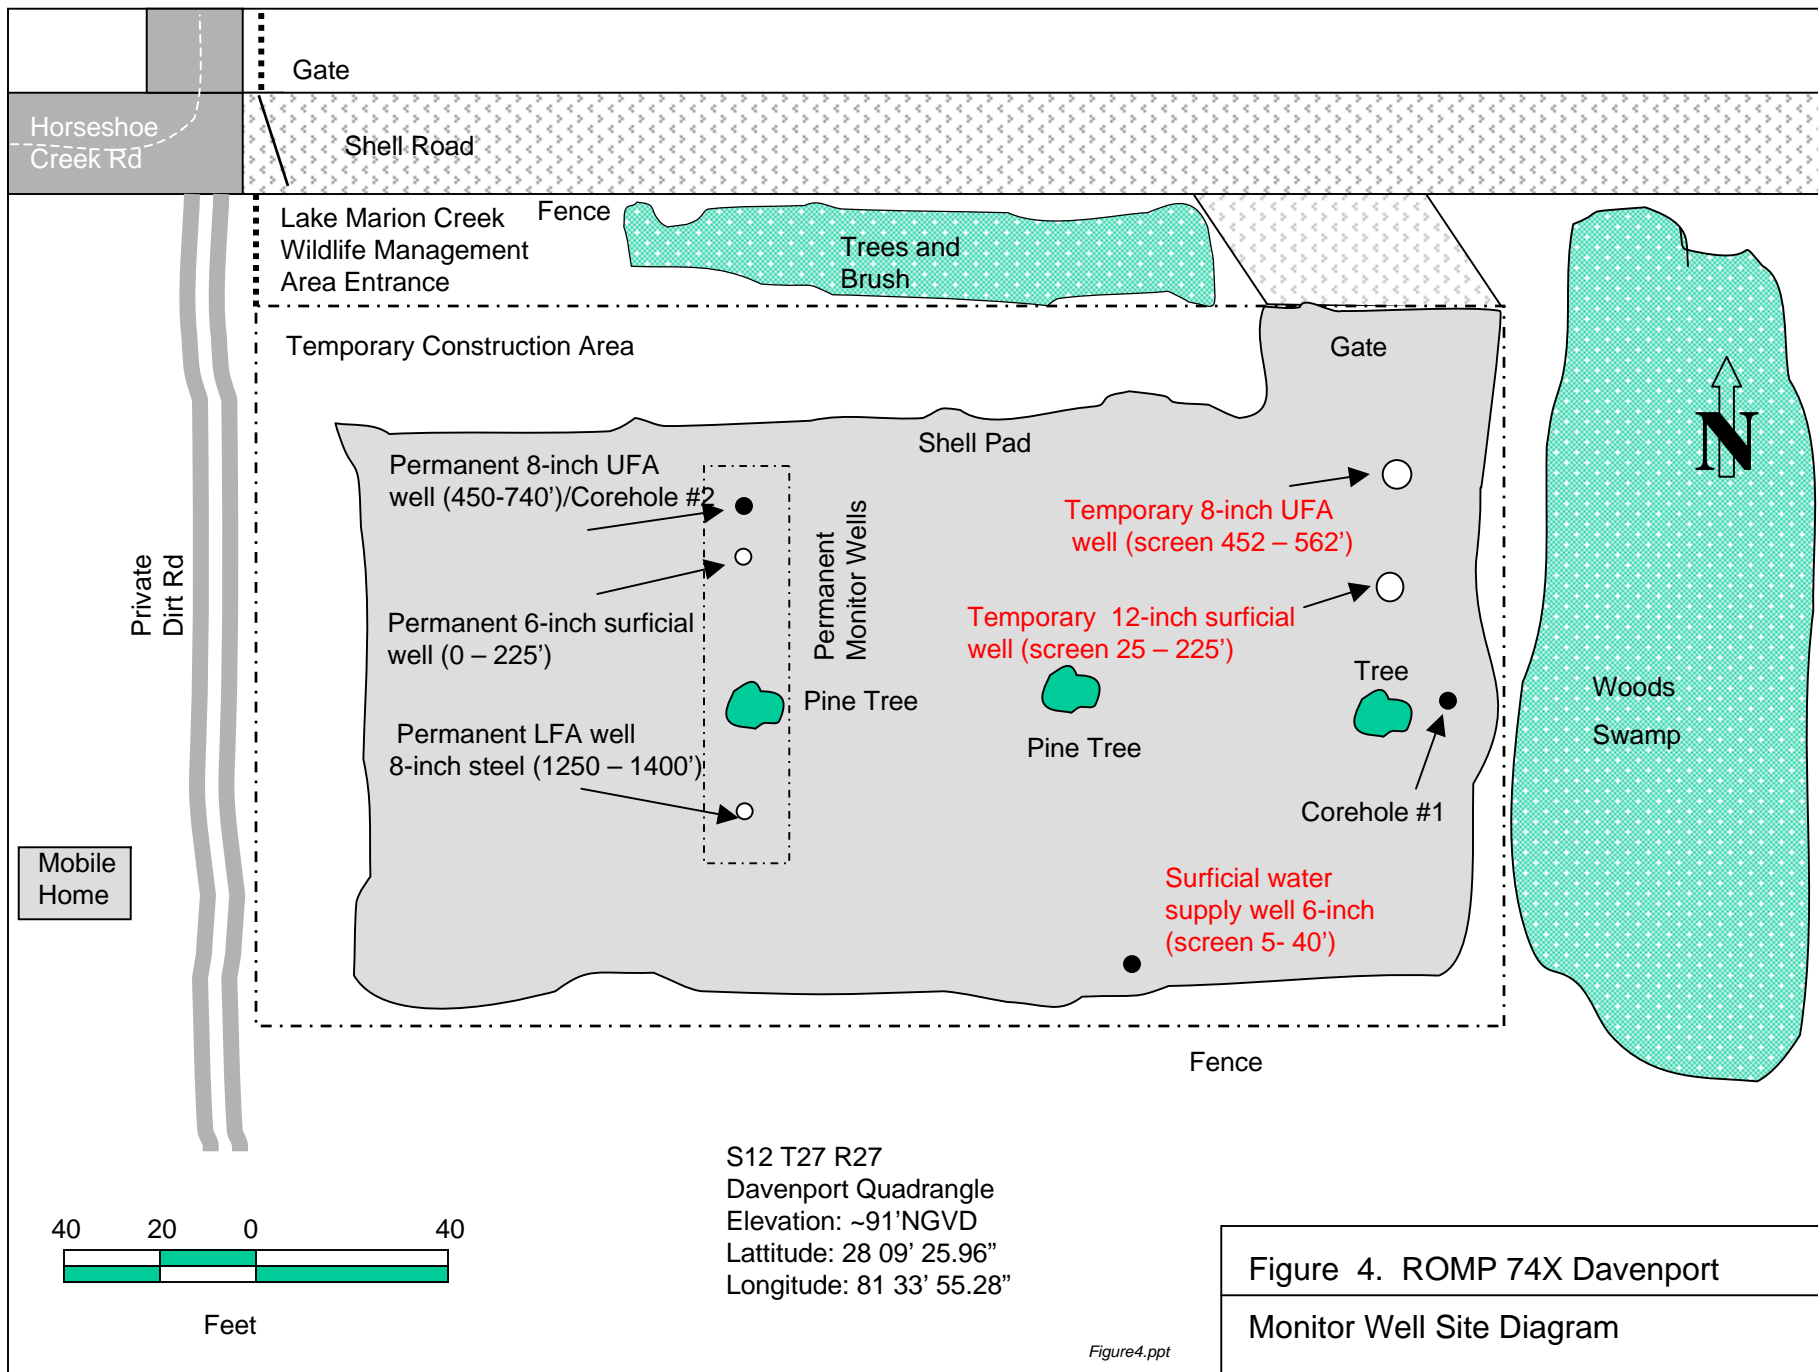 Gate
Horseshoe
Creek Rd
Shell Road
Lake Marion Creek
Wildlife Management
Area Entrance
Fence
Trees and
Brush
Temporary Construction Area
Gate
Shell Pad
N
Permanent 8-inch UFA
well (450-740’)/Corehole #2
Permanent
Monitor Wells
Temporary 8-inch UFA
well (screen 452 – 562’)
Private
Dirt Rd
Permanent 6-inch surficial
well (0 – 225’)
Temporary 12-inch surficial
well (screen 25 – 225’)
Tree
Pine Tree
Woods
Swamp
Pine Tree
Permanent LFA well
8-inch steel (1250 – 1400’)
Corehole #1
Mobile
Home
Surficial water
supply well 6-inch
(screen 5- 40’)
Fence
S12 T27 R27
Davenport Quadrangle
Elevation: ~91’NGVD
Lattitude: 28 09’ 25.96”
Longitude: 81 33’ 55.28”
40 20 0 40
Feet
Figure 4. ROMP 74X Davenport
Monitor Well Site Diagram
Figure4.ppt